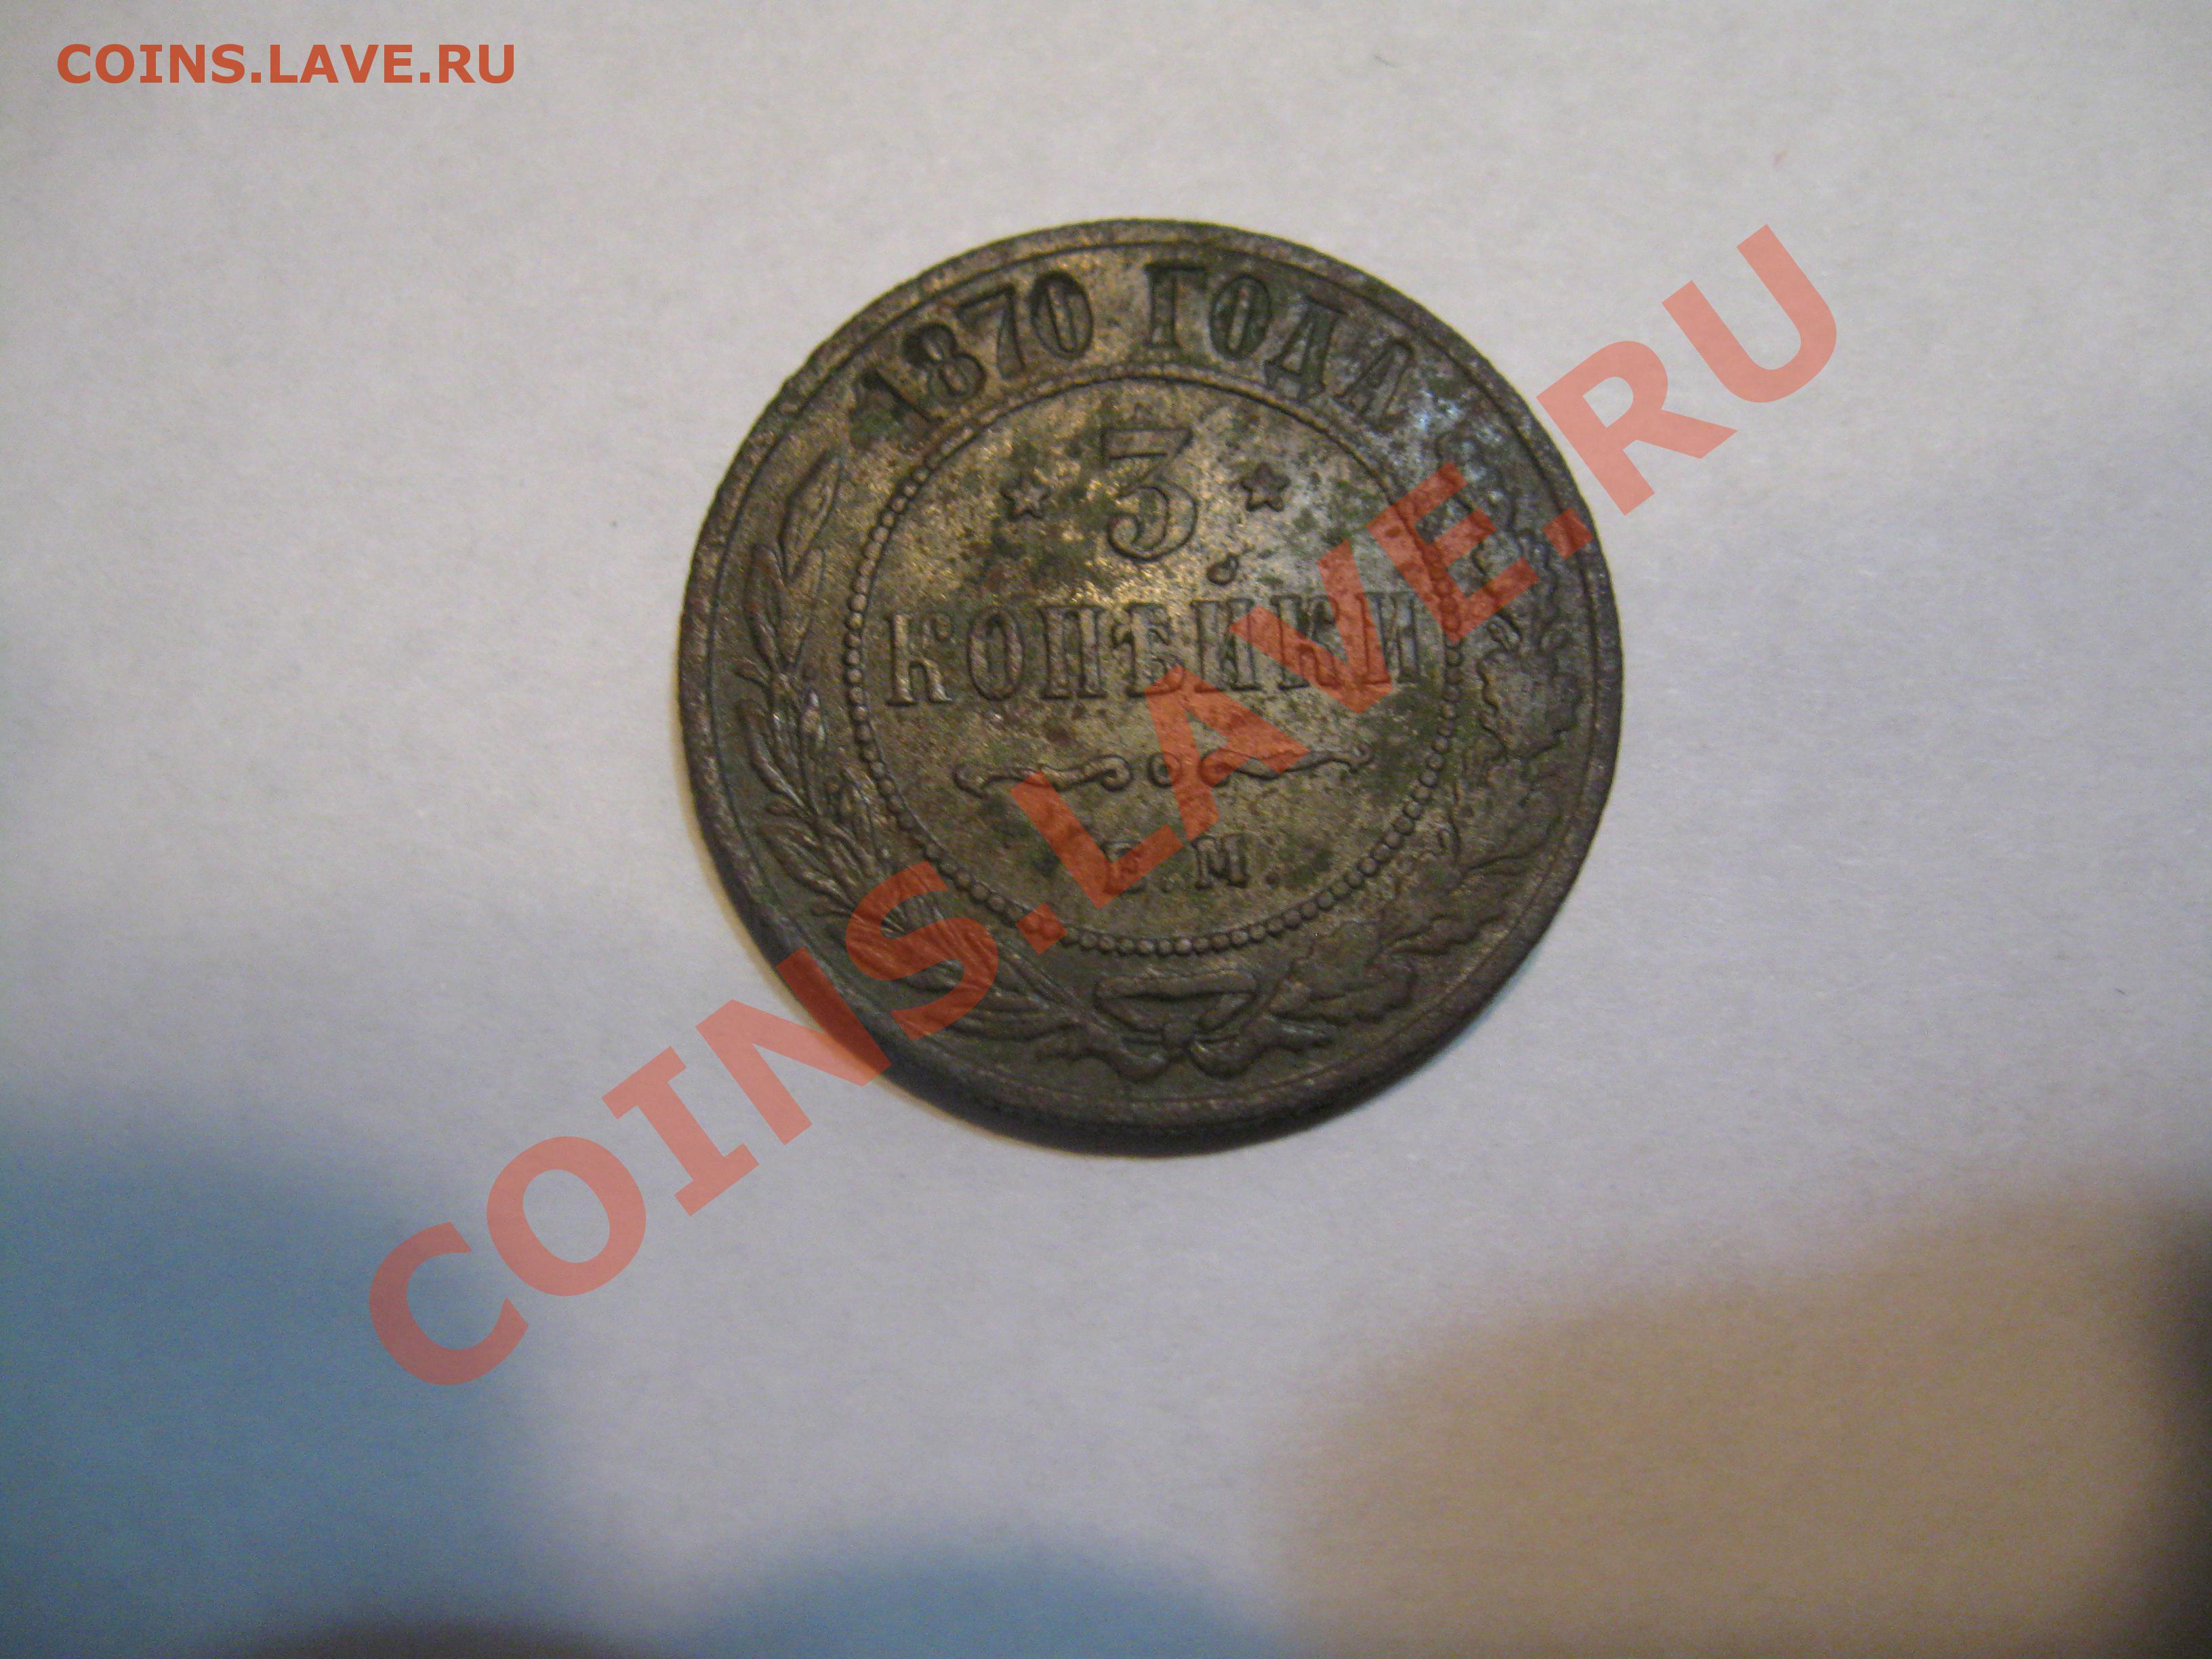 COINS.LAVE.RU
1870 ГОДА
3
КОПѢЙКИ
Е.М.
COINS.LAVE.RU